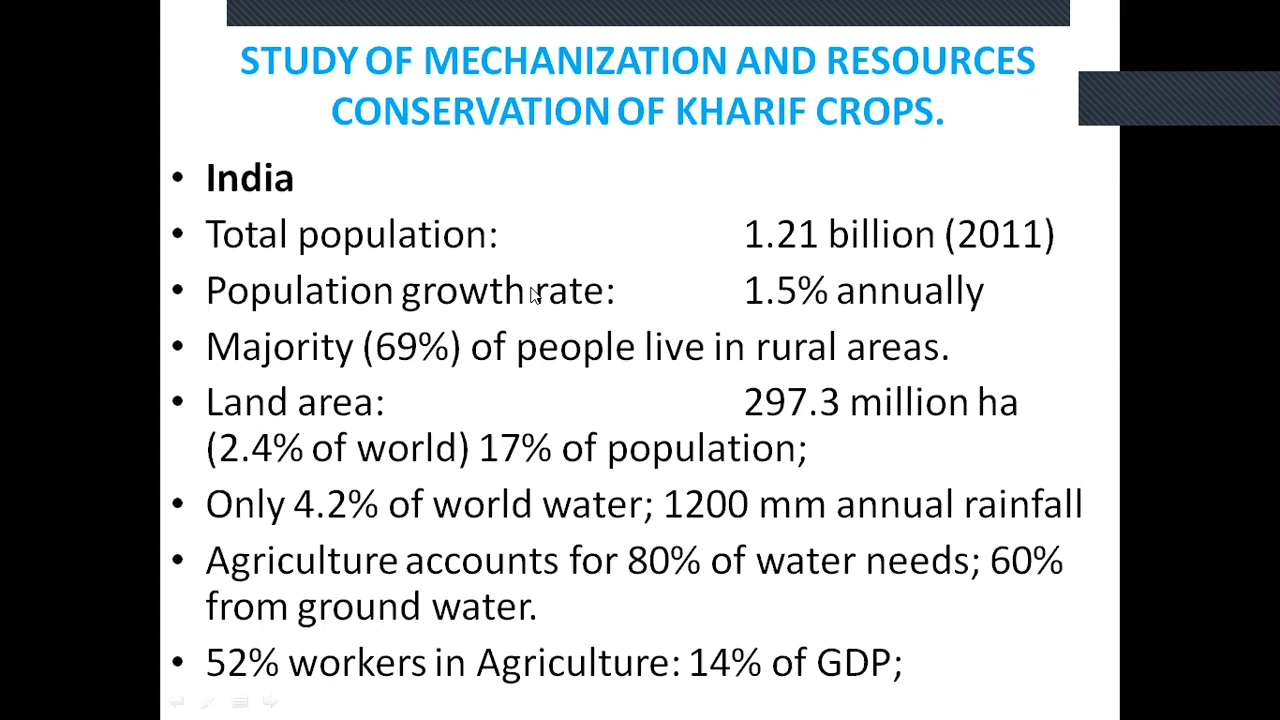 STUDY OF MECHANIZATION AND RESOURCES
CONSERVATION OF KHARIF CROPS.
• India
• Total population: 1.21 billion (2011)
• Population growth rate: 1.5% annually
• Majority (69%) of people live in rural areas.
• Land area: 297.3 million ha
(2.4% of world) 17% of population;
• Only 4.2% of world water; 1200 mm annual rainfall
• Agriculture accounts for 80% of water needs; 60%
from ground water.
• 52% workers in Agriculture: 14% of GDP;